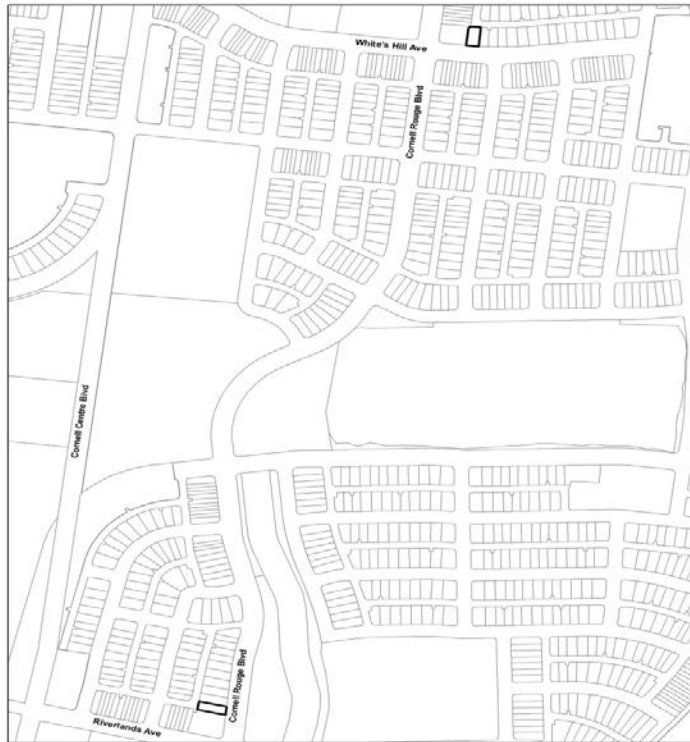 White's Hill Ave
Cornell Rouge Blvd
Cornell Centre Blvd
Cornell Rouge Blvd
Riverlands Ave